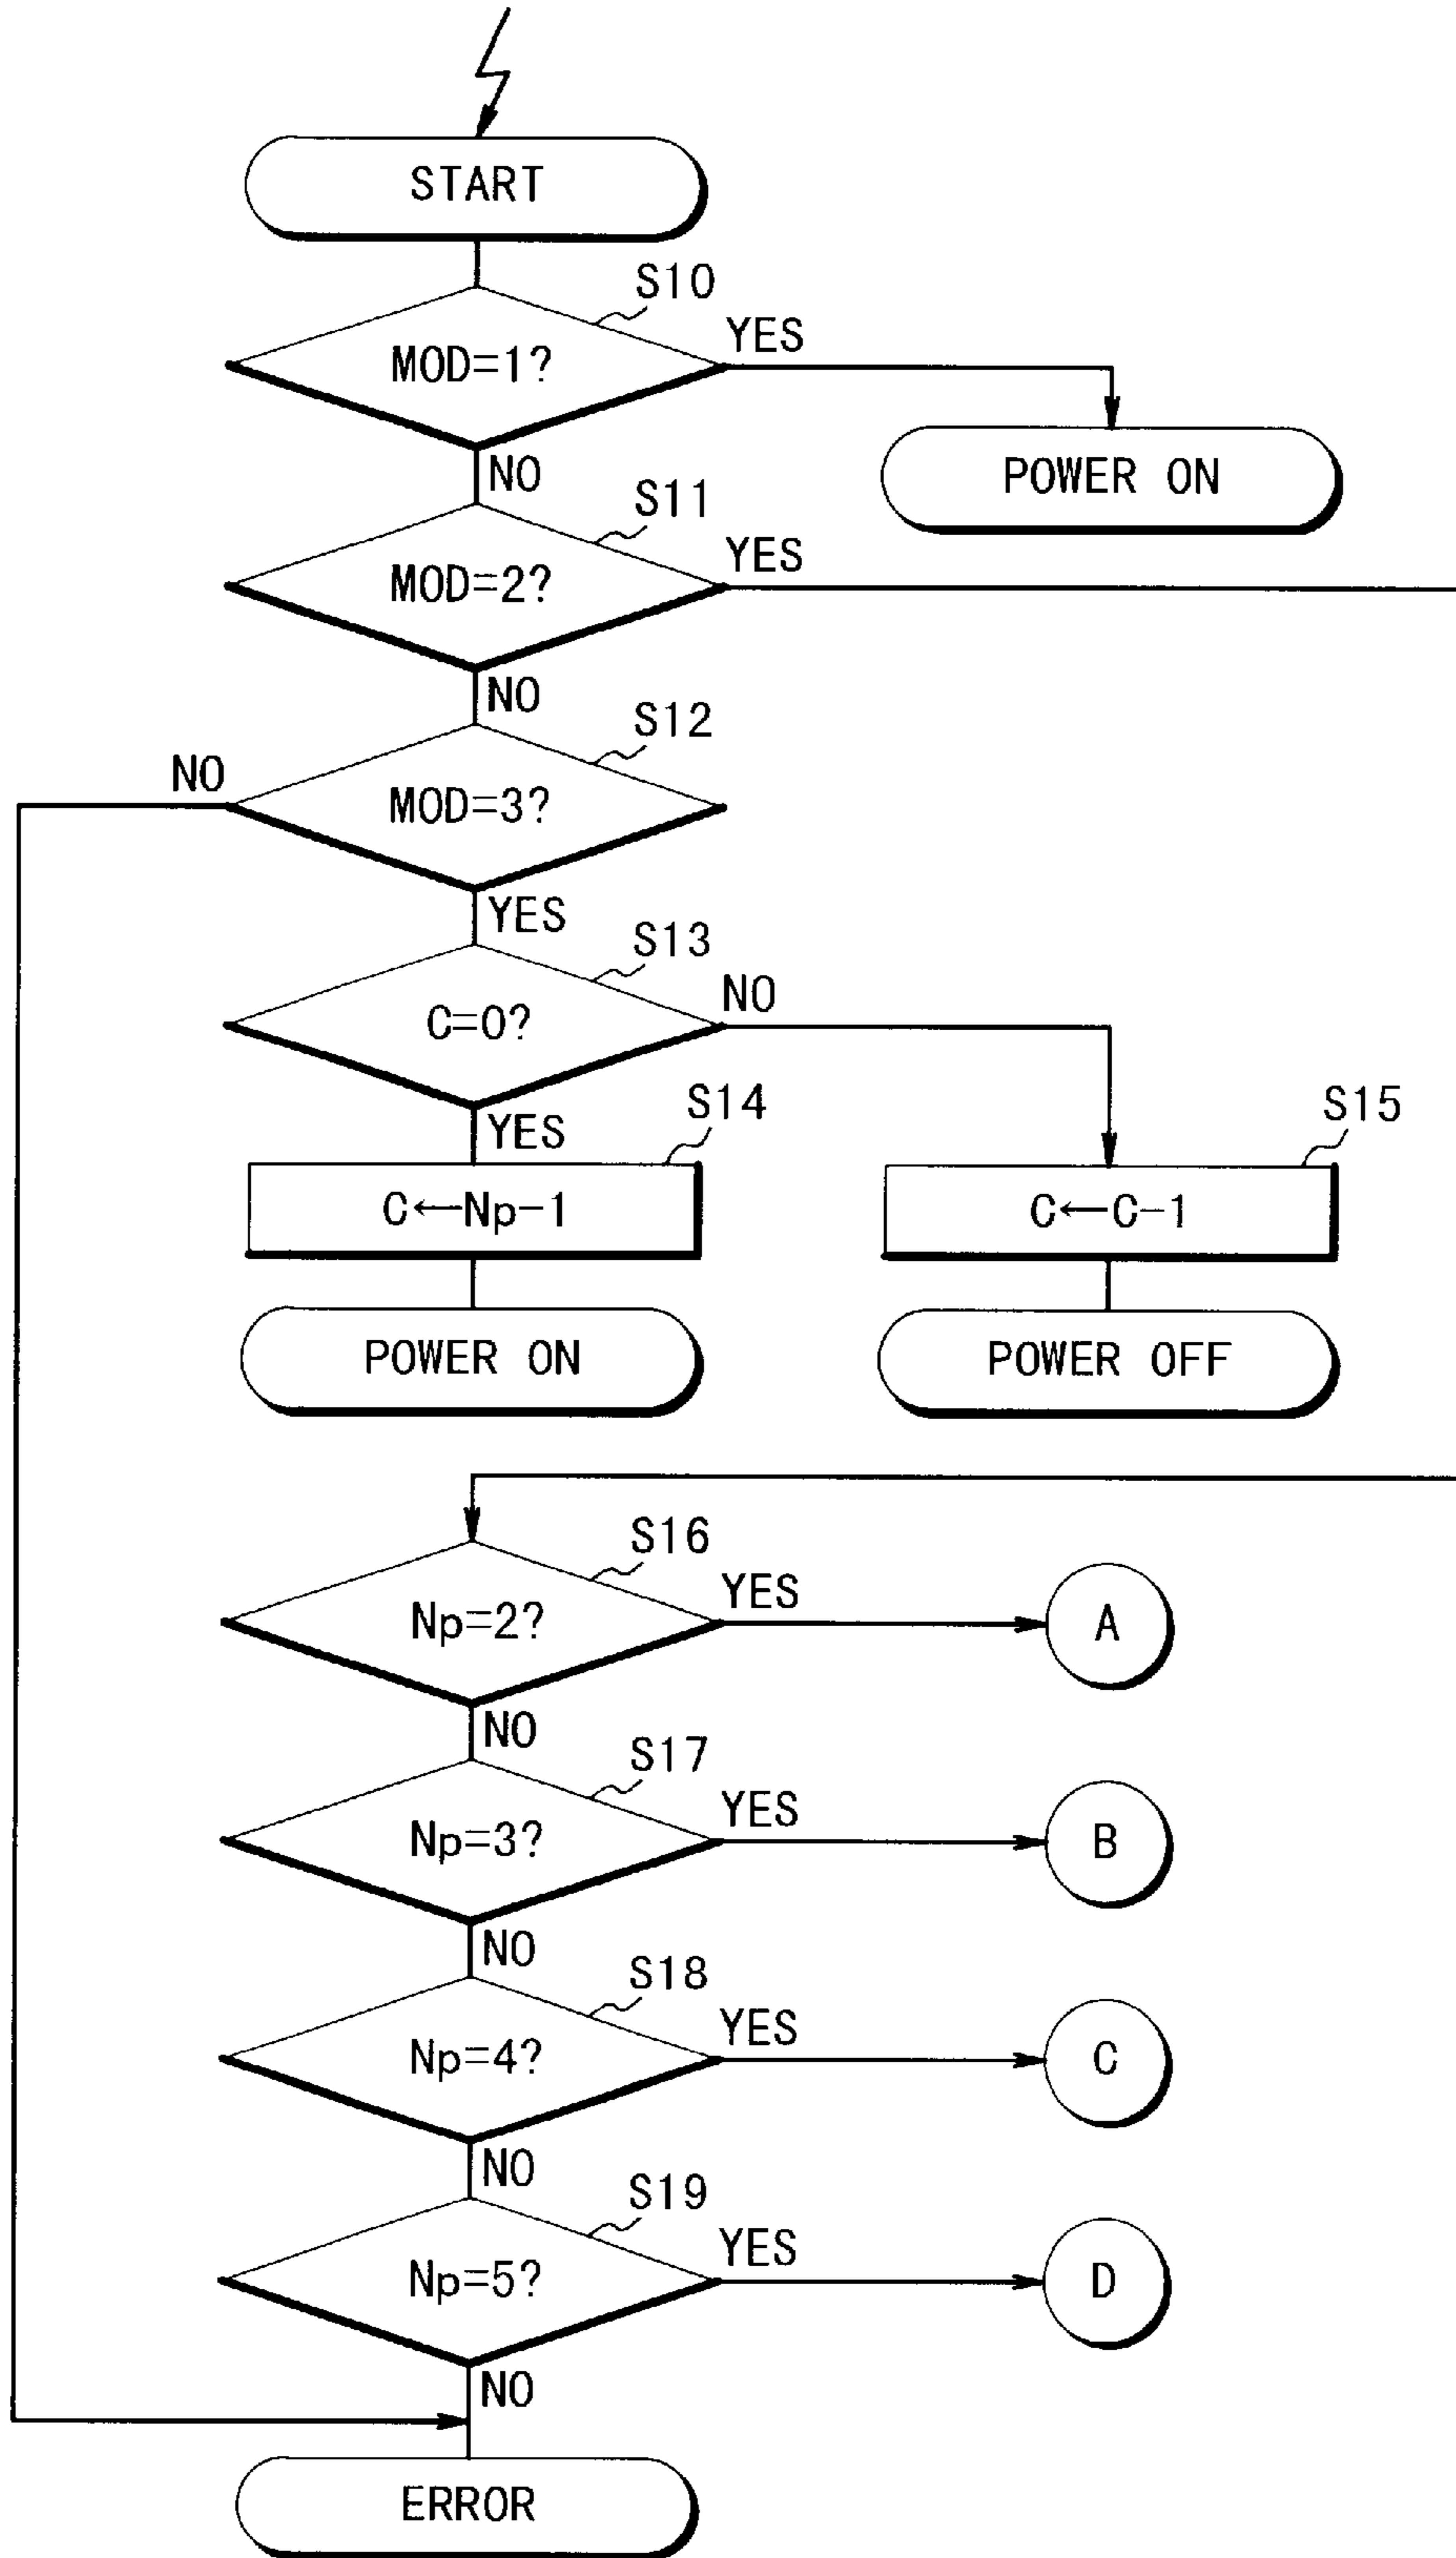 START
S10
MOD=1?
YES
POWER ON
NO
S11
MOD=2?
YES
NO
S12
NO
MOD=3?
YES
S13
C=0?
NO
YES
S14
C←Np-1
S15
C←C-1
POWER ON
POWER OFF
S16
Np=2?
YES
A
NO
S17
Np=3?
YES
B
NO
S18
Np=4?
YES
C
NO
S19
Np=5?
YES
D
NO
ERROR